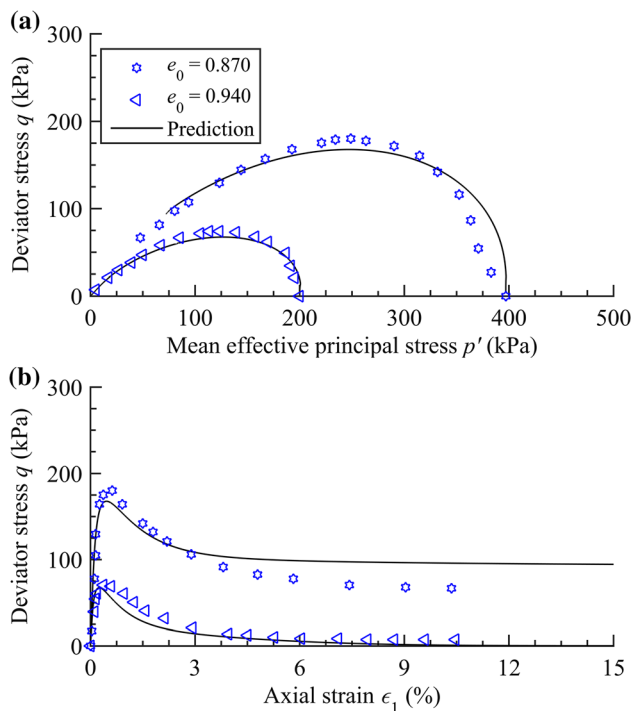 (a)
300
200
100
0
Deviator stress q (kPa)
e₀ = 0.870
e₀ = 0.940
Prediction
0 100 200 300 400 500
Mean effective principal stress p′ (kPa)
(b)
300
200
100
0
Deviator stress q (kPa)
0 3 6 9 12 15
Axial strain ϵ₁ (%)